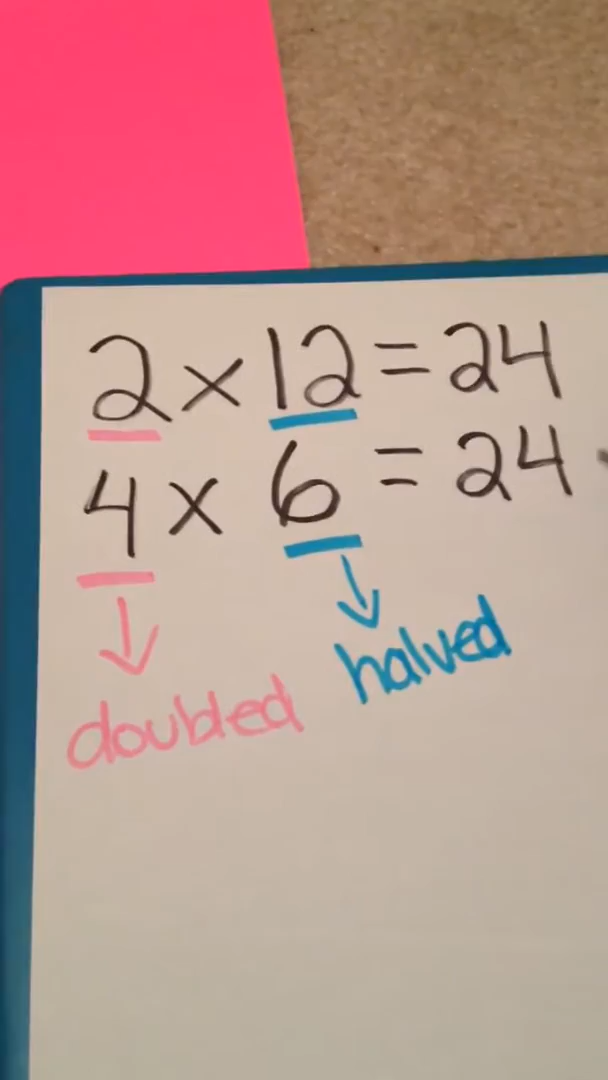 2 × 12 = 24
4 × 6 = 24
doubled
halved